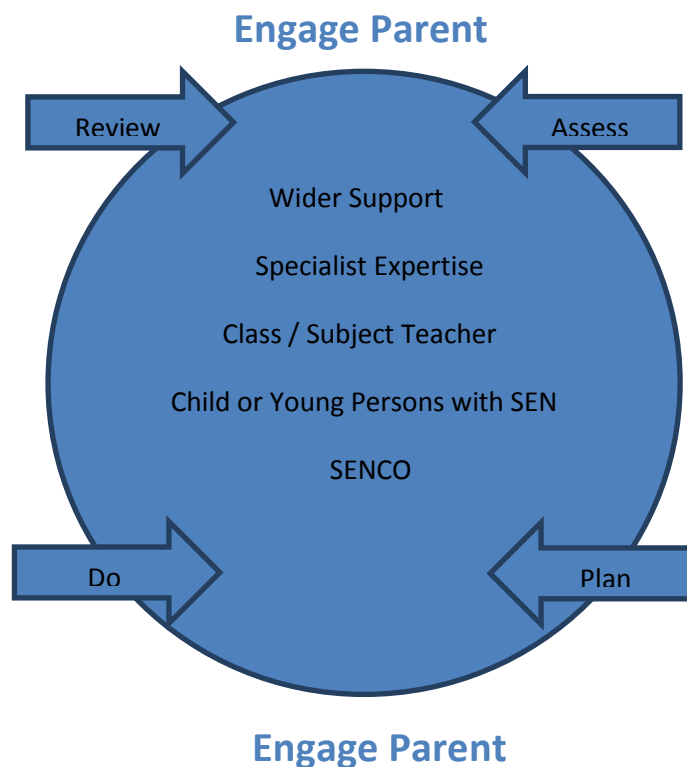 Engage Parent
Review
Assess
Wider Support
Specialist Expertise
Class / Subject Teacher
Child or Young Persons with SEN
SENCO
Do
Plan
Engage Parent